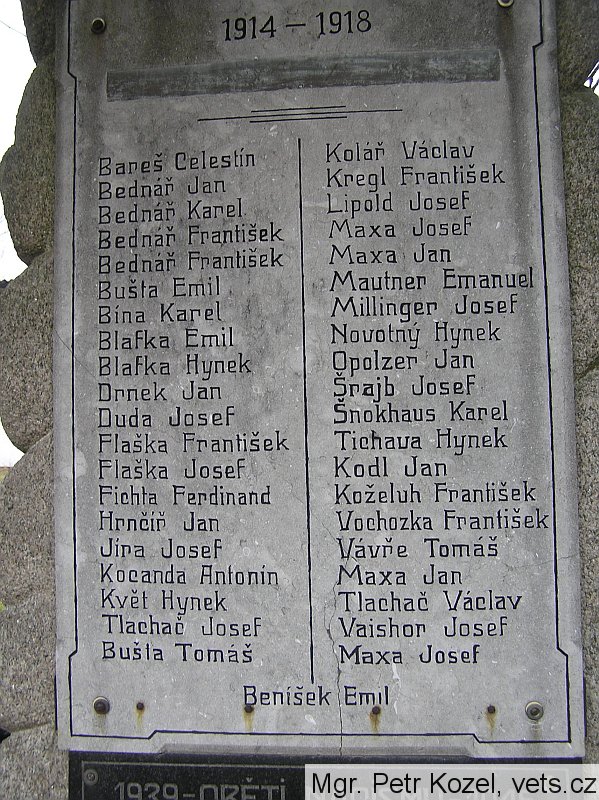 1914 – 1918
Bareš Celestín
Bednář Jan
Bednář Karel
Bednář František
Bednář František
Bušta Emil
Bína Karel
Blafka Emil
Blafka Hynek
Drnek Jan
Duda Josef
Flaška František
Flaška Josef
Fichta Ferdinand
Hrnčíř Jan
Jíra Josef
Kocanda Antonín
Květ Hynek
Tlachač Josef
Bušta Tomáš
Kolář Václav
Kregl František
Lipold Josef
Maxa Josef
Maxa Jan
Mautner Emanuel
Millinger Josef
Novotný Hynek
Opolzer Jan
Šrajb Josef
Šnokhaus Karel
Tichava Hynek
Kodl Jan
Koželuh František
Vochozka František
Vávře Tomáš
Maxa Jan
Tlachač Václav
Vaishor Josef
Maxa Josef
Beníšek Emil
1939-OBĚTI
Mgr. Petr Kozel, vets.cz